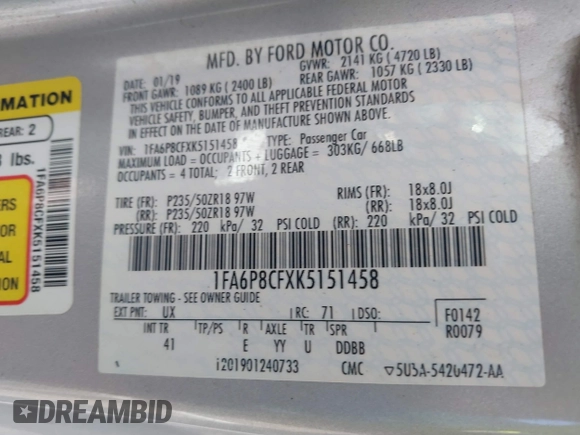 MFD. BY FORD MOTOR CO.
DATE: 01/19 GVWR: 2141 KG ( 4720 LB)
FRONT GAWR: 1089 KG ( 2400 LB) REAR GAWR: 1057 KG ( 2330 LB)
THIS VEHICLE CONFORMS TO ALL APPLICABLE FEDERAL MOTOR
VEHICLE SAFETY, BUMPER, AND THEFT PREVENTION STANDARDS
IN EFFECT ON THE DATE OF MANUFACTURE SHOWN ABOVE.
VIN: 1FA6P8CFXK5151458 TYPE: Passenger Car
MAXIMUM LOAD = OCCUPANTS + LUGGAGE = 303KG/ 668LB
OCCUPANTS = 4 TOTAL; 2 FRONT, 2 REAR
TIRE (FR): P235/50ZR18 97W RIMS (FR): 18x8.0J
(RR): P235/50ZR18 97W (RR): 18x8.0J
PRESSURE (FR): 220 kPa/ 32 PSI COLD (RR): 220 kPa/ 32 PSI COLD
1FA6P8CFXK5151458
TRAILER TOWING - SEE OWNER GUIDE
EXT PNT: UX RC: 71 DSO: F0142
INT TR TP/PS R AXLE TR SPR R0079
41 E YY U DDBB
i201901240733 CMC 5U5A-5420472-AA
RMATION
REAR: 2
lbs.
1FA6P8CFXK5151458
ERS
OR
AL
ION
DREAMBID